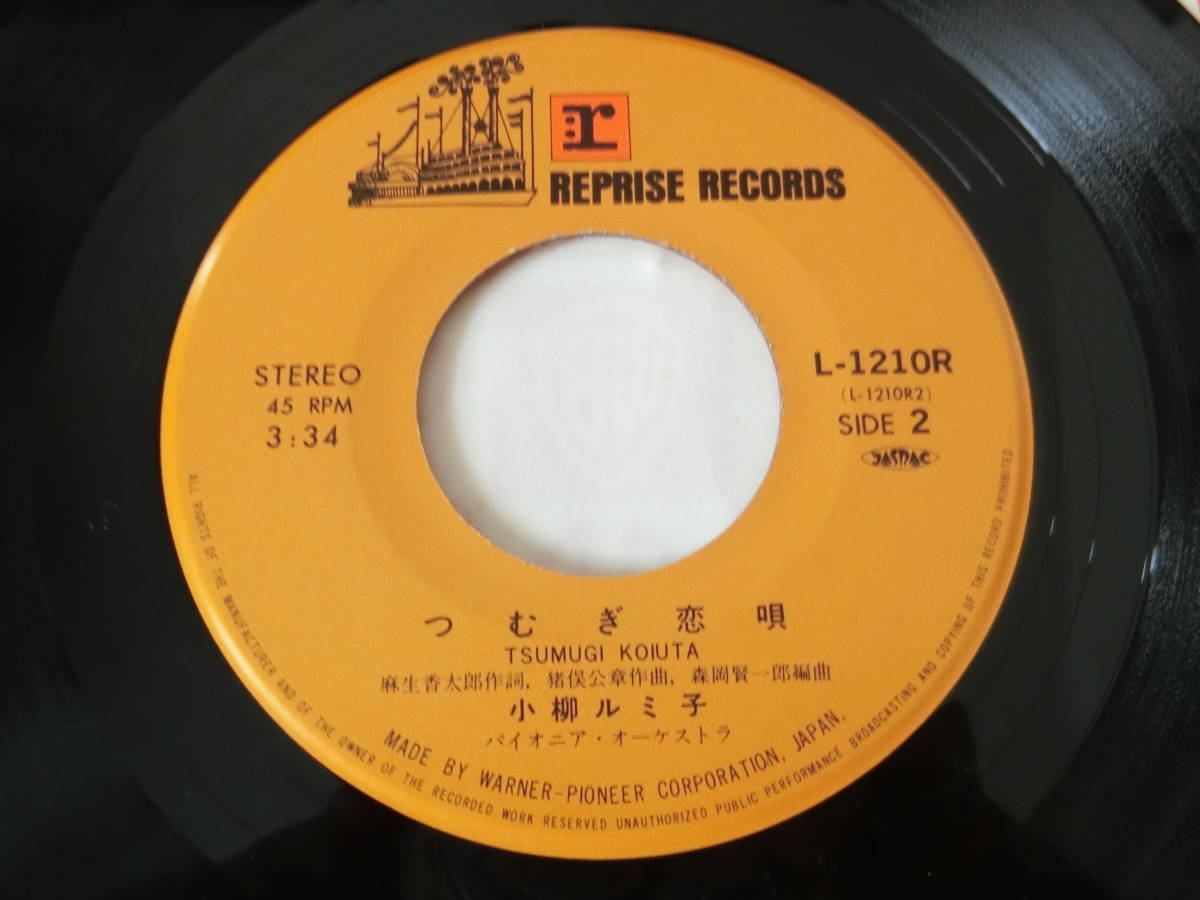 r
REPRISE RECORDS
STEREO
45 RPM
3:34
L-1210R
(L-1210R2)
SIDE 2
JASRAC
つむぎ恋唄
TSUMUGI KOIUTA
麻生香太郎作詞, 猪俣公章作曲, 森岡賢一郎編曲
小柳ルミ子
パイオニア・オーケストラ
MADE BY WARNER-PIONEER CORPORATION, JAPAN.
ALL RIGHTS OF THE MANUFACTURER AND OF THE OWNER OF THE RECORDED WORK RESERVED UNAUTHORIZED PUBLIC PERFORMANCE BROADCASTING AND COPYING OF THIS RECORD PROHIBITED